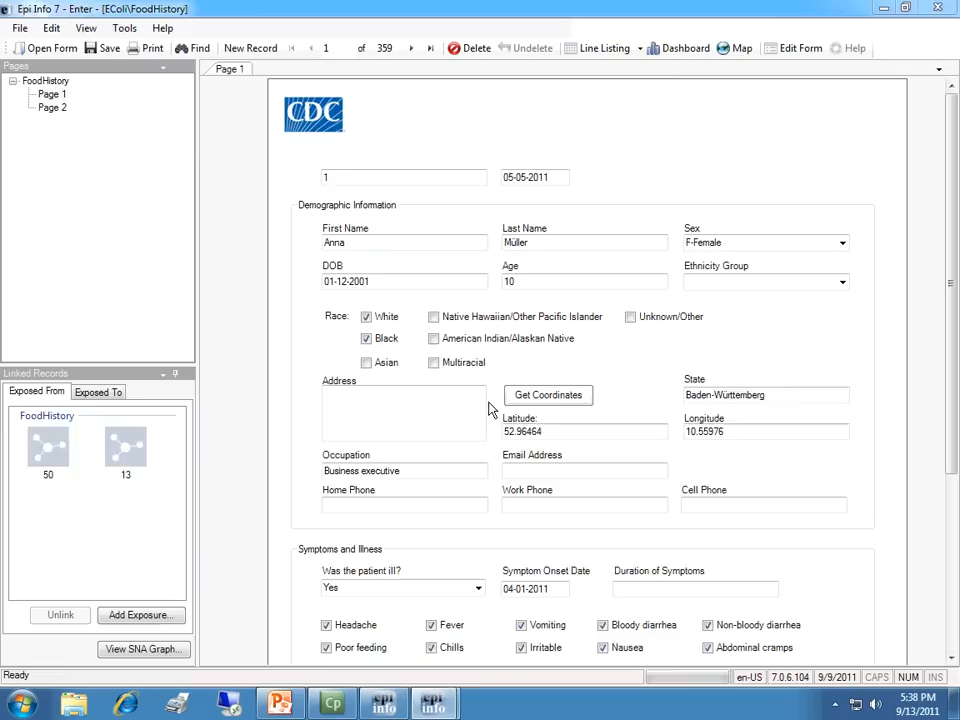 Epi Info 7 - Enter - [EColi\FoodHistory]
File Edit View Tools Help
Open Form Save Print Find New Record 1 of 359 Delete Undelete Line Listing Dashboard Map Edit Form Help
Pages
Page 1
FoodHistory
Page 1
Page 2
CDC
1 05-05-2011
Demographic Information
First Name Last Name Sex
Anna Müller F-Female
DOB Age Ethnicity Group
01-12-2001 10
Race: White Native Hawaiian/Other Pacific Islander Unknown/Other
Black American Indian/Alaskan Native
Asian Multiracial
Address Get Coordinates State
Baden-Württemberg
Latitude: Longitude
52.96464 10.55976
Occupation Email Address
Business executive
Home Phone Work Phone Cell Phone
Symptoms and Illness
Was the patient ill? Symptom Onset Date Duration of Symptoms
Yes 04-01-2011
Headache Fever Vomiting Bloody diarrhea Non-bloody diarrhea
Poor feeding Chills Irritable Nausea Abdominal cramps
Linked Records
Exposed From Exposed To
FoodHistory
50 13
Unlink Add Exposure...
View SNA Graph...
Ready en-US 7.0.6.104 9/9/2011 CAPS NUM INS
P Cp epi info epi info
5:38 PM
9/13/2011